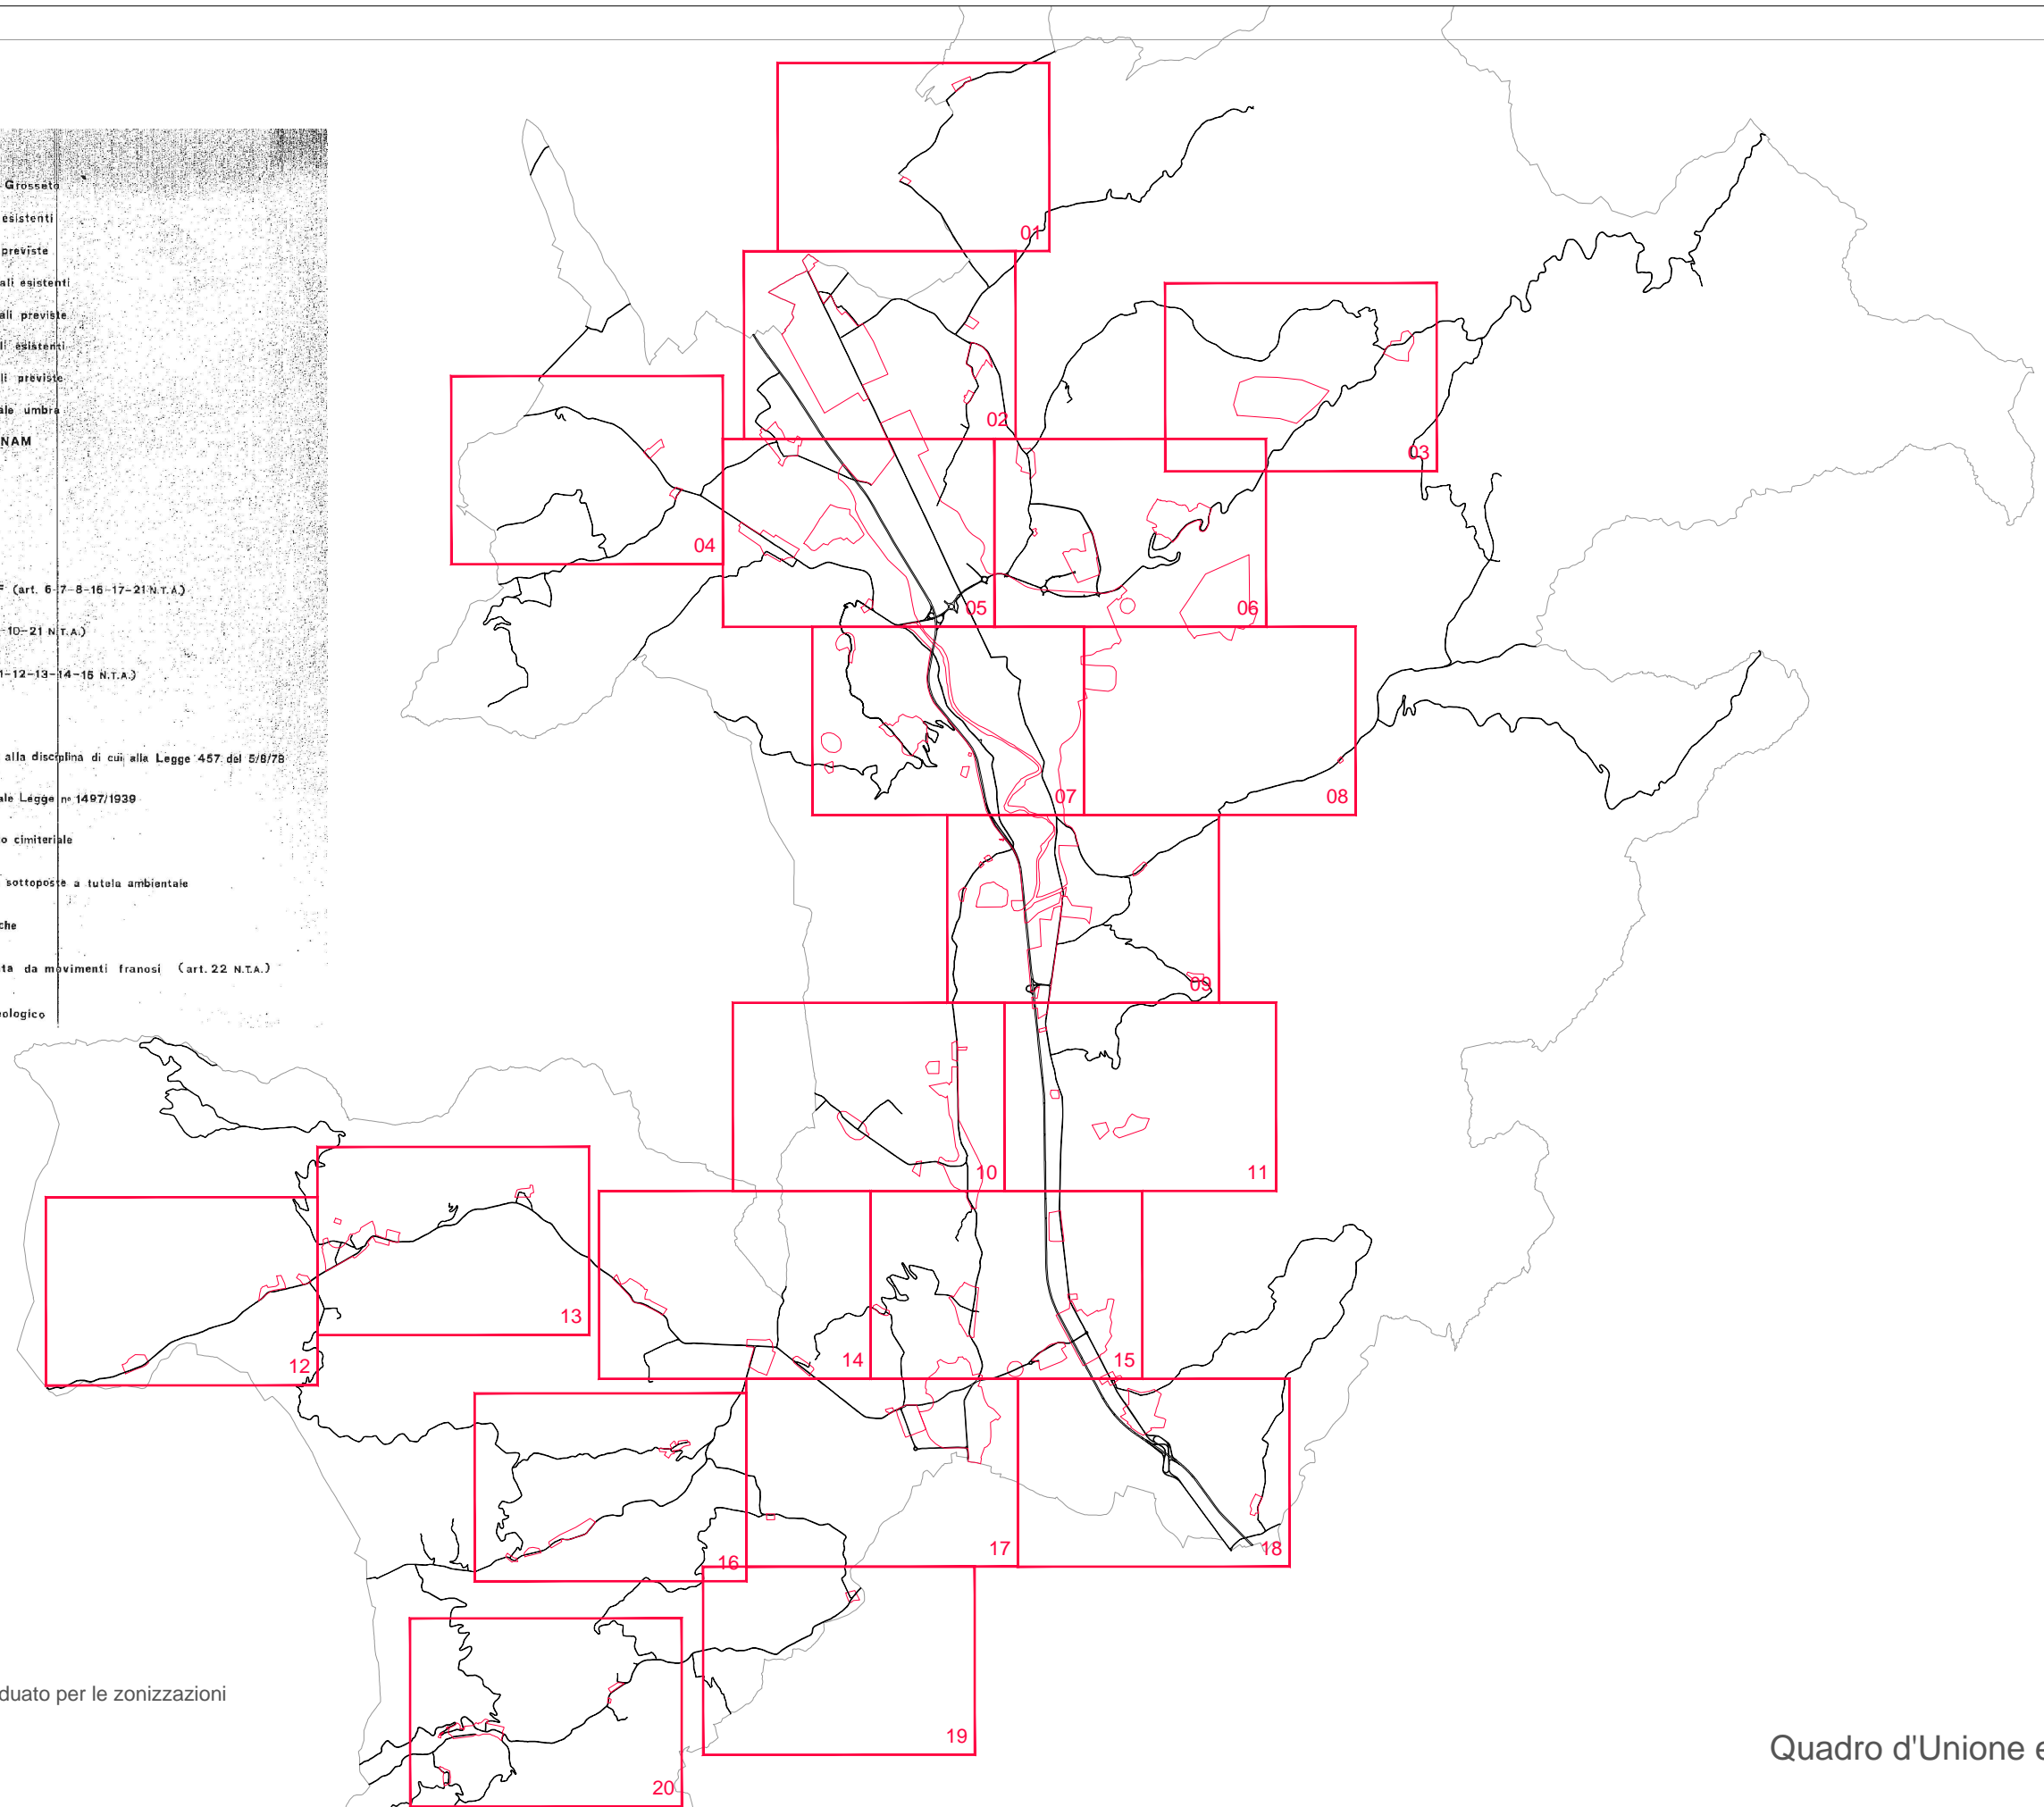 Grosseto
esistenti
previste
ali esistenti
ali previste
li esistenti
li previste
ale umbra
NAM
F (art. 6-7-8-16-17-21 N.T.A.)
-10-21 N.T.A.)
1-12-13-14-15 N.T.A.)
alla disciplina di cui alla Legge 457 del 5/8/78
ale Legge n° 1497/1939
o cimiteriale
sottoposte a tutela ambientale
che
ta da movimenti franosi (art. 22 N.T.A.)
eologico
01
02
03
04
05
06
07
08
09
10
11
12
13
14
15
16
17
18
19
20
duato per le zonizzazioni
Quadro d'Unione e